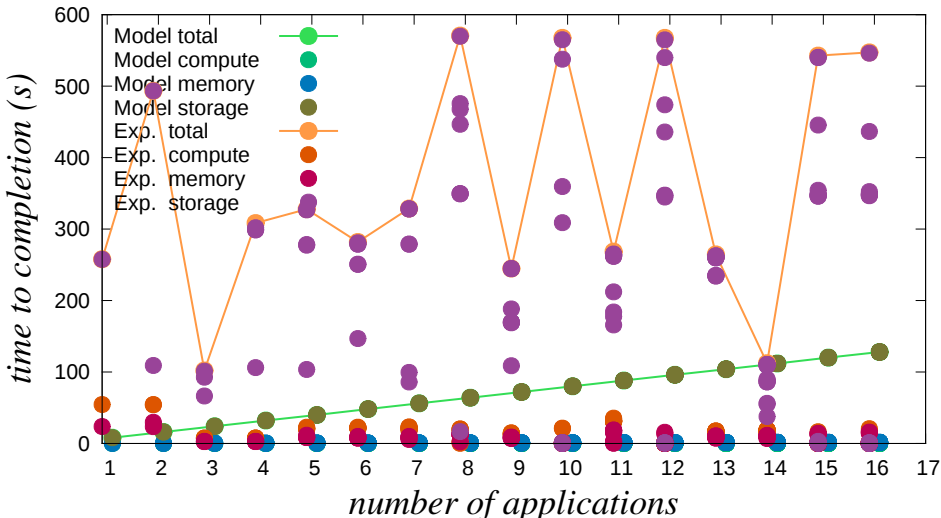 600
500
400
300
200
100
0
time to completion (s)
Model total
Model compute
Model memory
Model storage
Exp. total
Exp. compute
Exp. memory
Exp. storage
1 2 3 4 5 6 7 8 9 10 11 12 13 14 15 16 17
number of applications